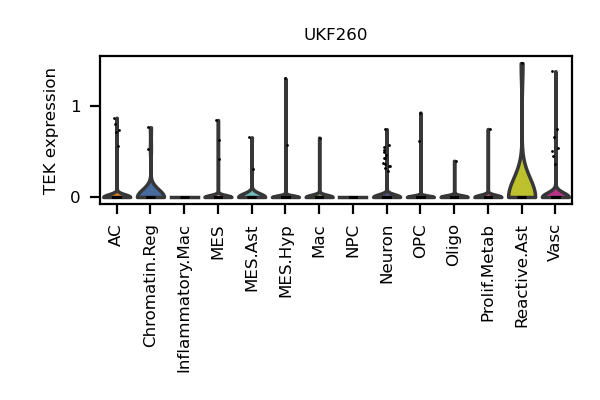 UKF260
TEK expression
1
0
AC
Chromatin.Reg
Inflammatory.Mac
MES
MES.Ast
MES.Hyp
Mac
NPC
Neuron
OPC
Oligo
Prolif.Metab
Reactive.Ast
Vasc